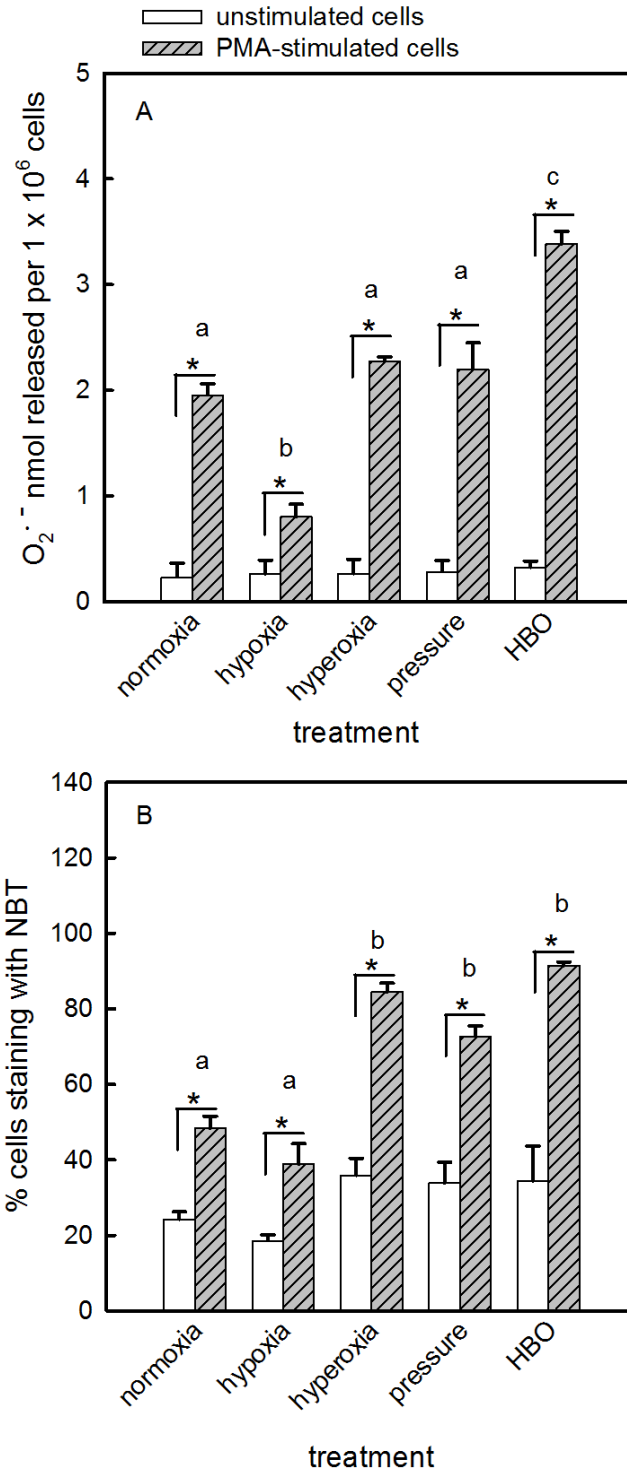 unstimulated cells
PMA-stimulated cells
A
O₂·⁻ nmol released per 1 x 10⁶ cells
5
4
3
2
1
0
a
*
b
*
a
*
a
*
c
*
normoxia
hypoxia
hyperoxia
pressure
HBO
treatment
B
% cells staining with NBT
140
120
100
80
60
40
20
0
a
*
a
*
b
*
b
*
b
*
normoxia
hypoxia
hyperoxia
pressure
HBO
treatment